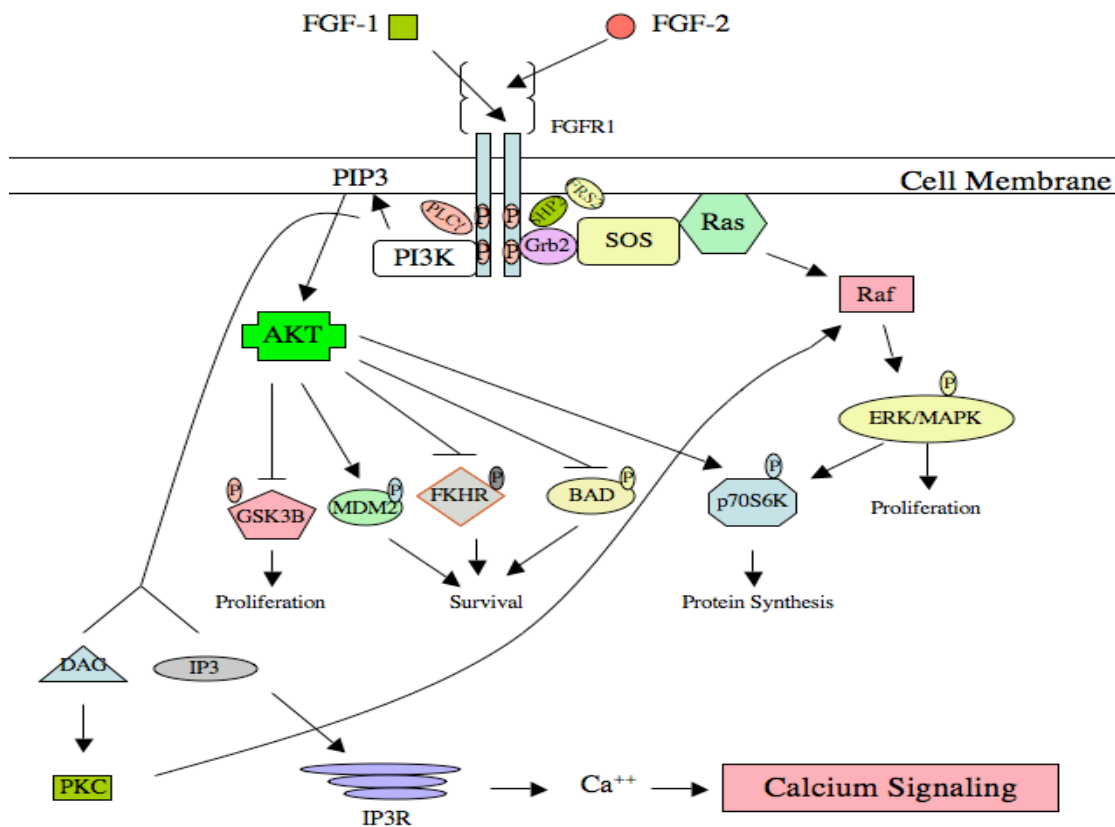 FGF-1
FGF-2
FGFR1
Cell Membrane
PIP3
PLCγ
P
P
SHP2
FRS2
PI3K
P
P
Grb2
SOS
Ras
Raf
AKT
P
ERK/MAPK
P
GSK3B
P
MDM2
P
FKHR
P
BAD
P
p70S6K
Proliferation
Proliferation
Survival
Protein Synthesis
DAG
IP3
PKC
IP3R
Ca++
Calcium Signaling